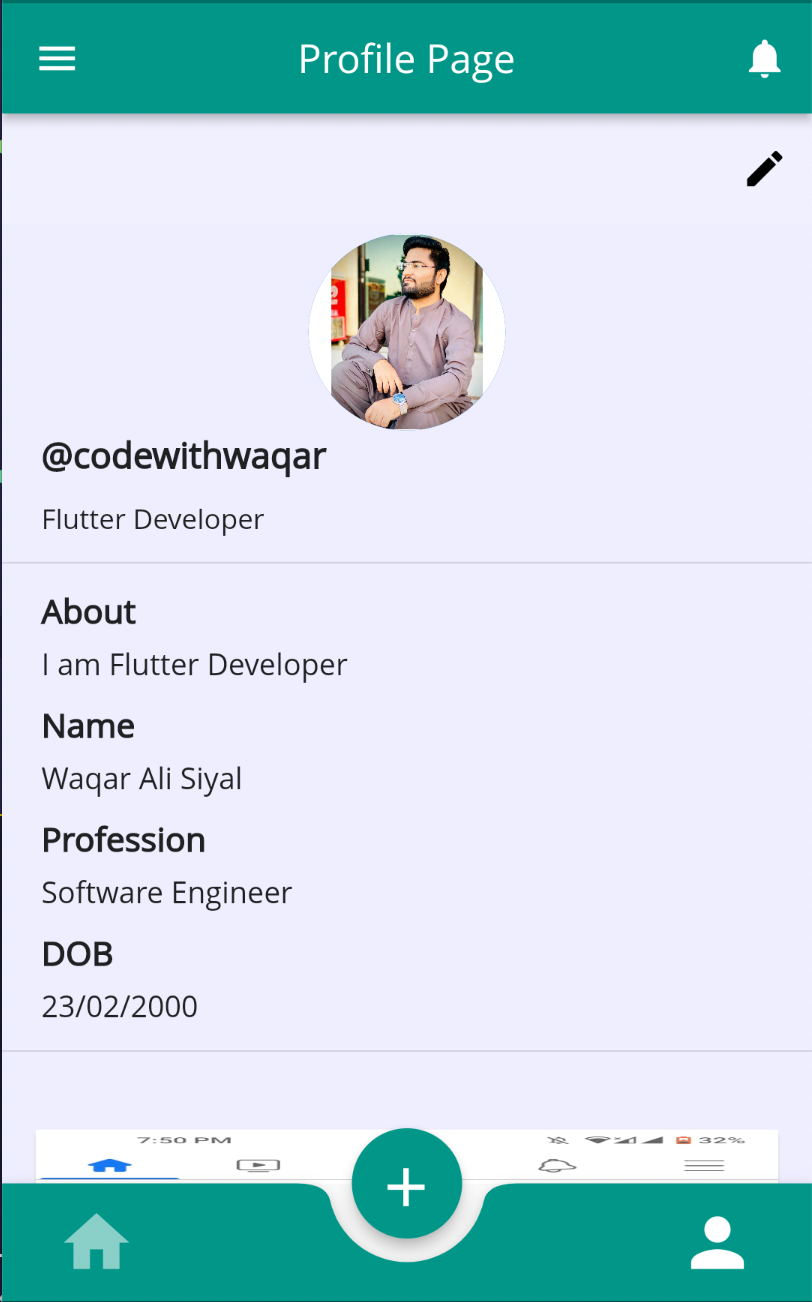 Profile Page
@codewithwaqar
Flutter Developer
About
I am Flutter Developer
Name
Waqar Ali Siyal
Profession
Software Engineer
DOB
23/02/2000
7:50 PM 32%